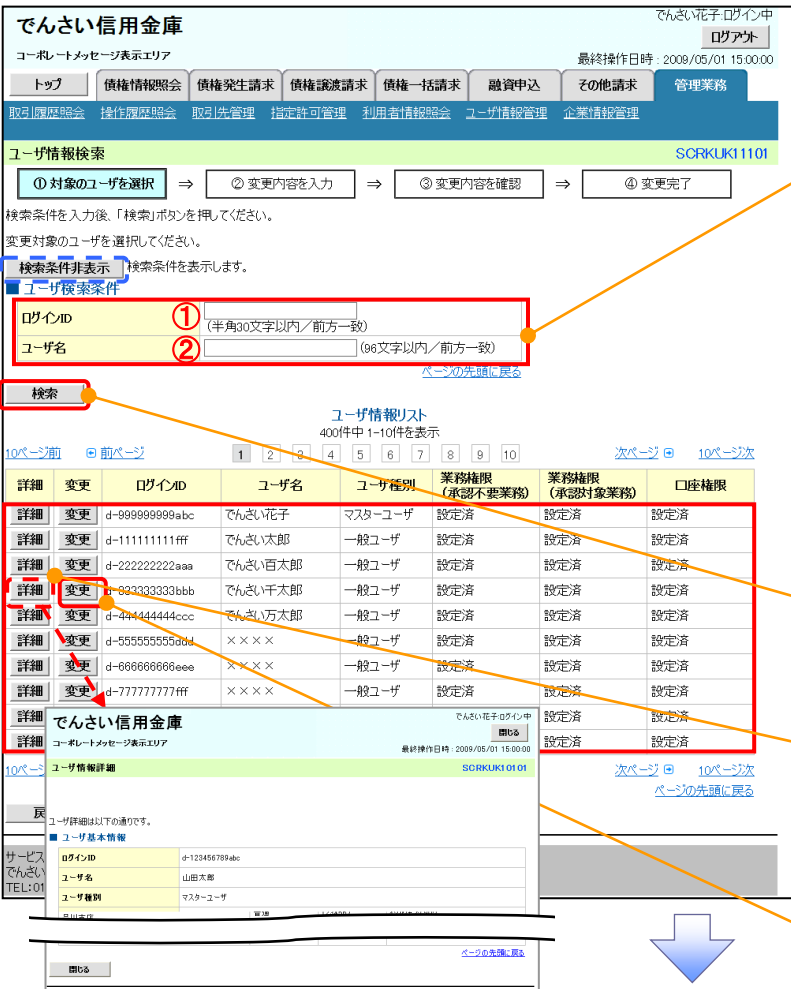 でんさい信用金庫
でんさい花子:ログイン中
ログアウト
コーポレートメッセージ表示エリア
最終操作日時 : 2009/05/01 15:00:00
トップ 債権情報照会 債権発生請求 債権譲渡請求 債権一括請求 融資申込 その他請求 管理業務
取引履歴照会 操作履歴照会 取引先管理 指定許可管理 利用者情報照会 ユーザ情報管理 企業情報管理
ユーザ情報検索 SCRKUK11101
① 対象のユーザを選択 ⇒ ② 変更内容を入力 ⇒ ③ 変更内容を確認 ⇒ ④ 変更完了
検索条件を入力後、「検索」ボタンを押してください。
変更対象のユーザを選択してください。
検索条件非表示 検索条件を表示します。
■ ユーザ検索条件
ログインID ① (半角30文字以内／前方一致)
ユーザ名 ② (96文字以内／前方一致)
ページの先頭に戻る
検索
ユーザ情報リスト
400件中 1-10件を表示
10ページ前 前ページ 1 2 3 4 5 6 7 8 9 10 次ページ 10ページ次
詳細 変更 ログインID ユーザ名 ユーザ種別 業務権限(承認不要業務) 業務権限(承認対象業務) 口座権限
詳細 変更 d-999999999abc でんさい花子 マスターユーザ 設定済 設定済 設定済
詳細 変更 d-111111111fff でんさい太郎 一般ユーザ 設定済 設定済 設定済
詳細 変更 d-222222222aaa でんさい百太郎 一般ユーザ 設定済 設定済 設定済
詳細 変更 d-333333333bbb でんさい千太郎 一般ユーザ 設定済 設定済 設定済
詳細 変更 d-444444444ccc でんさい万太郎 一般ユーザ 設定済 設定済 設定済
詳細 変更 d-555555555ddd ×××× 一般ユーザ 設定済 設定済 設定済
詳細 変更 d-666666666eee ×××× 一般ユーザ 設定済 設定済 設定済
詳細 変更 d-777777777fff ×××× 一般ユーザ 設定済 設定済 設定済
詳細 設定済 設定済
詳細 設定済 設定済
次ページ 10ページ次
ページの先頭に戻る
戻
サービス
でんさい
TEL:01
でんさい信用金庫
でんさい花子:ログイン中
閉じる
コーポレートメッセージ表示エリア
最終操作日時 : 2009/05/01 15:00:00
ユーザ情報詳細 SCRKUK10101
ユーザ詳細は以下の通りです。
■ ユーザ基本情報
ログインID d-123456789abc
ユーザ名 山田太郎
ユーザ種別 マスターユーザ
ページの先頭に戻る
閉じる